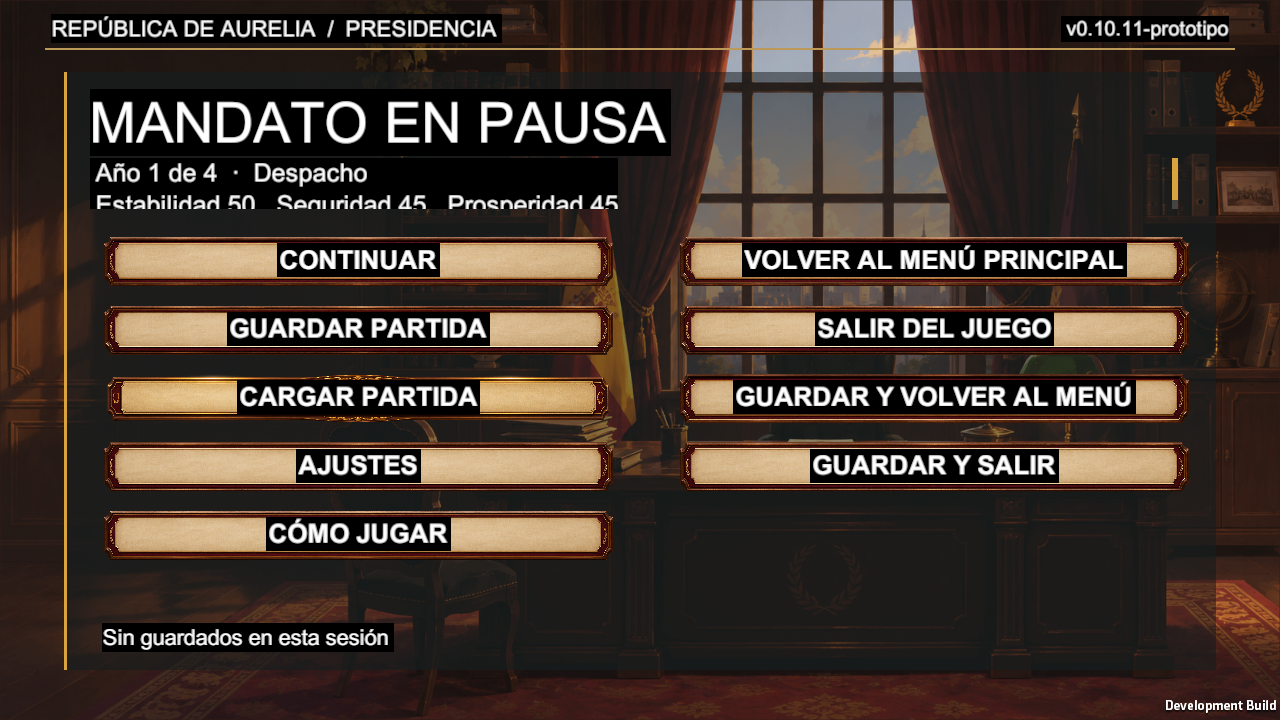 REPÚBLICA DE AURELIA / PRESIDENCIA
v0.10.11-prototipo
MANDATO EN PAUSA
Año 1 de 4 · Despacho
Estabilidad 50 Seguridad 45 Prosperidad 45
CONTINUAR
VOLVER AL MENÚ PRINCIPAL
GUARDAR PARTIDA
SALIR DEL JUEGO
CARGAR PARTIDA
GUARDAR Y VOLVER AL MENÚ
AJUSTES
GUARDAR Y SALIR
CÓMO JUGAR
Sin guardados en esta sesión
Development Build